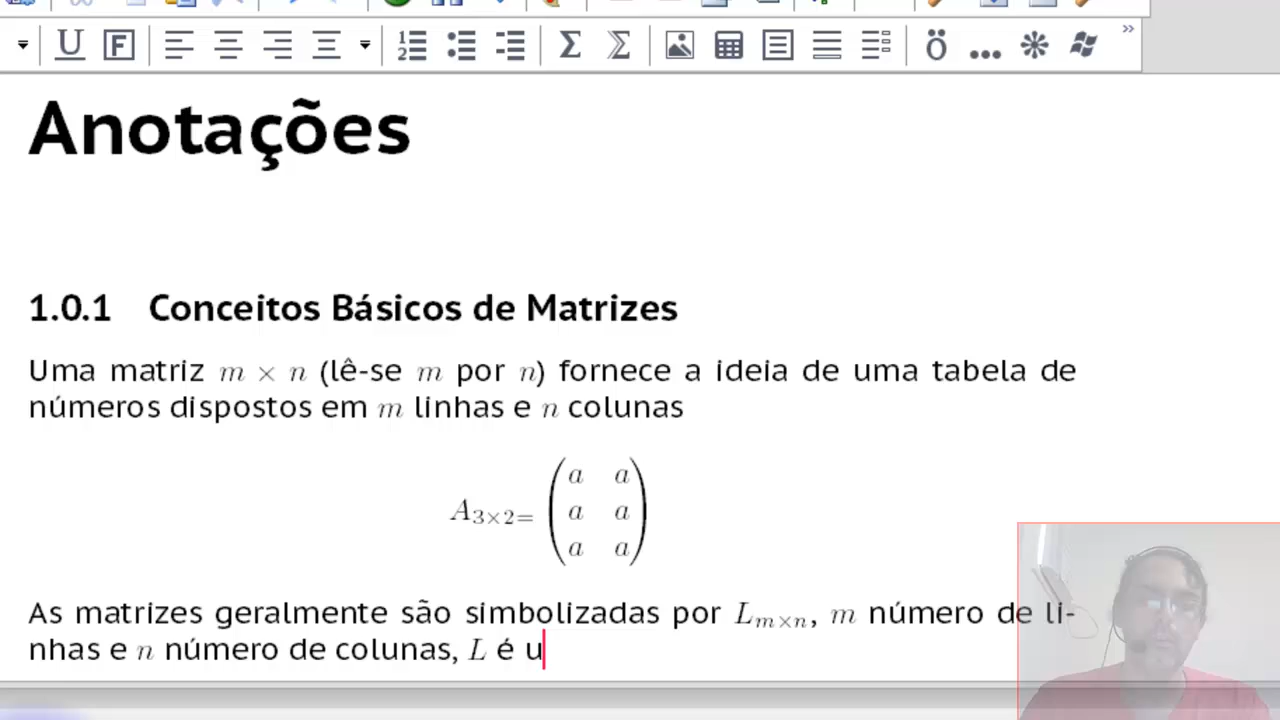 Anotações
1.0.1 Conceitos Básicos de Matrizes
Uma matriz m × n (lê-se m por n) fornece a ideia de uma tabela de
números dispostos em m linhas e n colunas
A3×2= (a a
a a
a a)
As matrizes geralmente são simbolizadas por Lm×n, m número de li-
nhas e n número de colunas, L é u